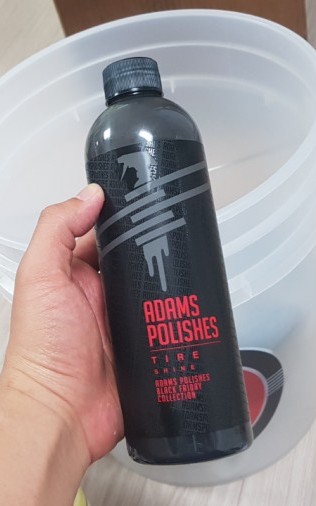 ADAMS
POLISHES
TIRE
SHINE
ADAMS POLISHES
BLACK FRIDAY
COLLECTION